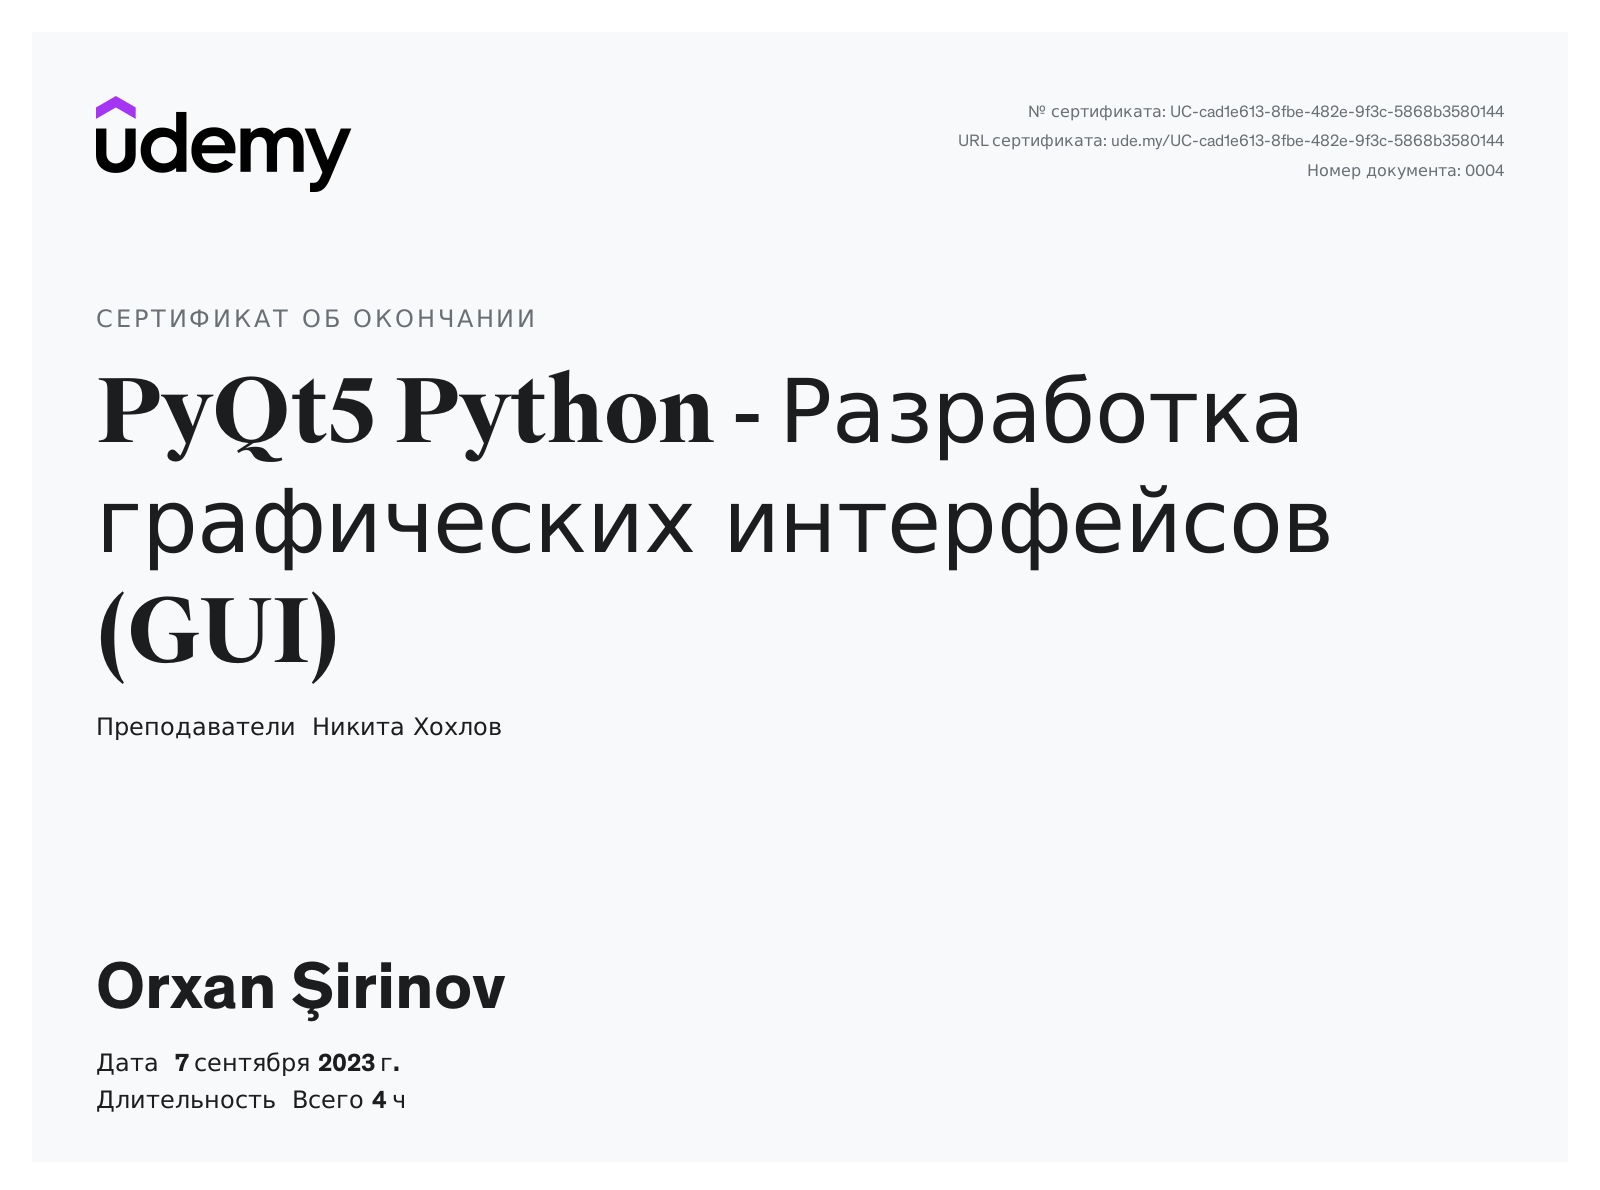 udemy
№ сертификата: UC-cad1e613-8fbe-482e-9f3c-5868b3580144
URL сертификата: ude.my/UC-cad1e613-8fbe-482e-9f3c-5868b3580144
Номер документа: 0004
СЕРТИФИКАТ ОБ ОКОНЧАНИИ
PyQt5 Python - Разработка
графических интерфейсов
(GUI)
Преподаватели Никита Хохлов
Orxan Şirinov
Дата 7 сентября 2023 г.
Длительность Всего 4 ч